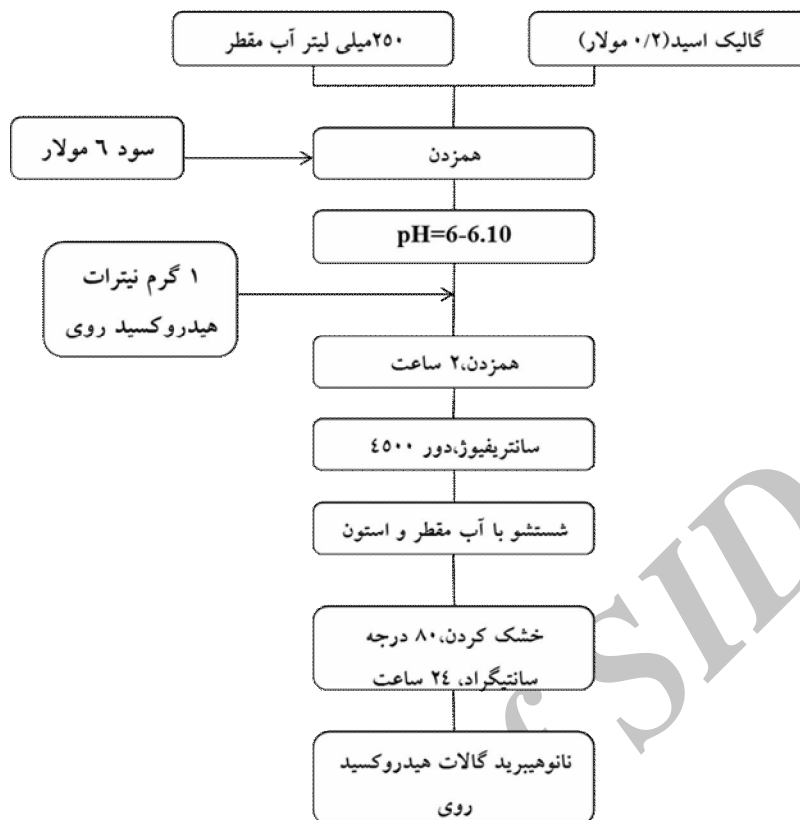 گالیک اسید(۰/۲ مولار)
۲۵۰میلی لیتر آب مقطر
همزدن
سود ۶ مولار
pH=6-6.10
۱ گرم نیترات
هیدروکسید روی
همزدن،۲ ساعت
سانتریفیوژ،دور ۴۵۰۰
شستشو با آب مقطر و استون
خشک کردن،۸۰ درجه
سانتیگراد، ۲۴ ساعت
نانوهیبرید گالات هیدروکسید
روی
f SID